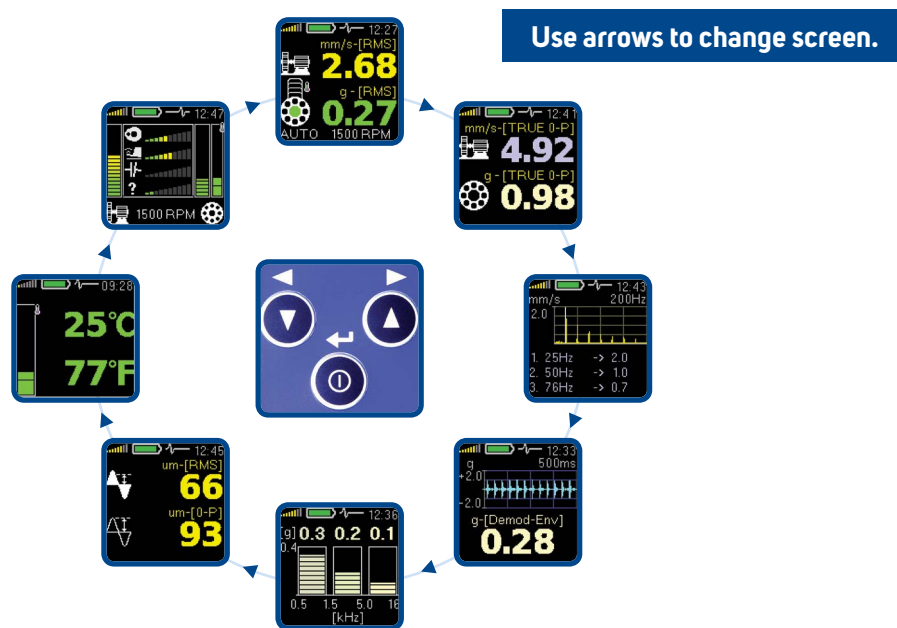 Use arrows to change screen.
12:27
mm/s-[RMS]
2.68
g - [RMS]
0.27
AUTO 1500 RPM
12:41
mm/s-[TRUE 0-P]
4.92
g - [TRUE 0-P]
0.98
12:43
mm/s 200Hz
2.0
1. 25Hz -> 2.0
2. 50Hz -> 1.0
3. 76Hz -> 0.7
12:33
g 500ms
+2.0
-2.0
g-[Demod-Env]
0.28
12:36
[g] 0.3 0.2 0.1
0.4
0.5 1.5 5.0 16
[kHz]
12:45
um-[RMS]
66
um-[0-P]
93
09:28
25°C
77°F
12:47
?
1500 RPM